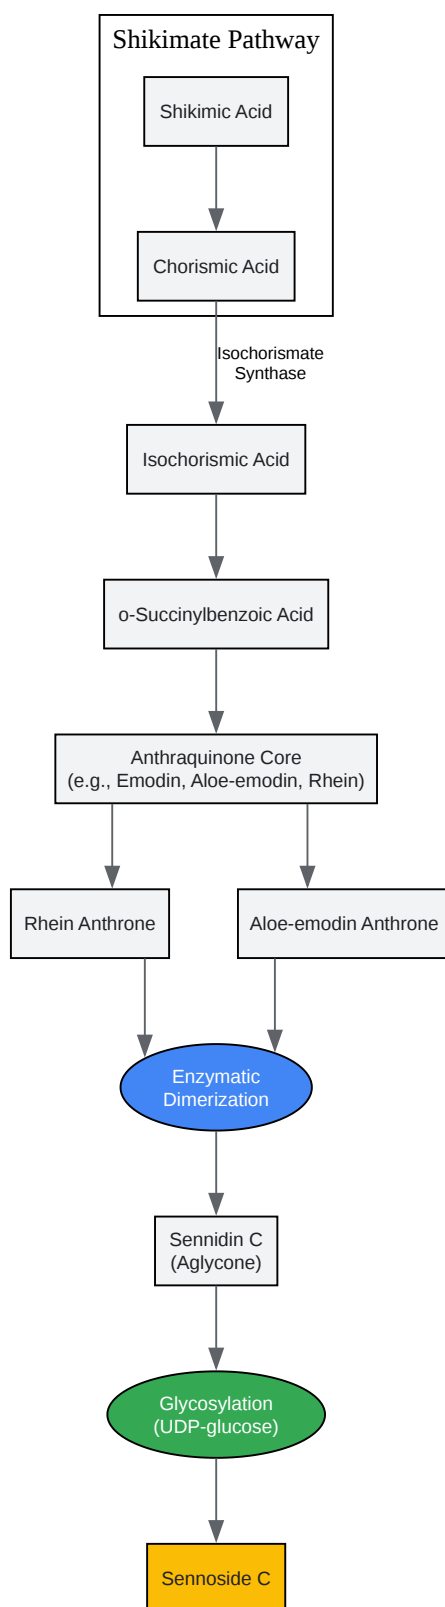 Shikimate Pathway
Shikimic Acid
Chorismic Acid
Isochorismate
Synthase
Isochorismic Acid
o-Succinylbenzoic Acid
Anthraquinone Core
(e.g., Emodin, Aloe-emodin, Rhein)
Rhein Anthrone
Aloe-emodin Anthrone
Enzymatic
Dimerization
Sennidin C
(Aglycone)
Glycosylation
(UDP-glucose)
Sennoside C